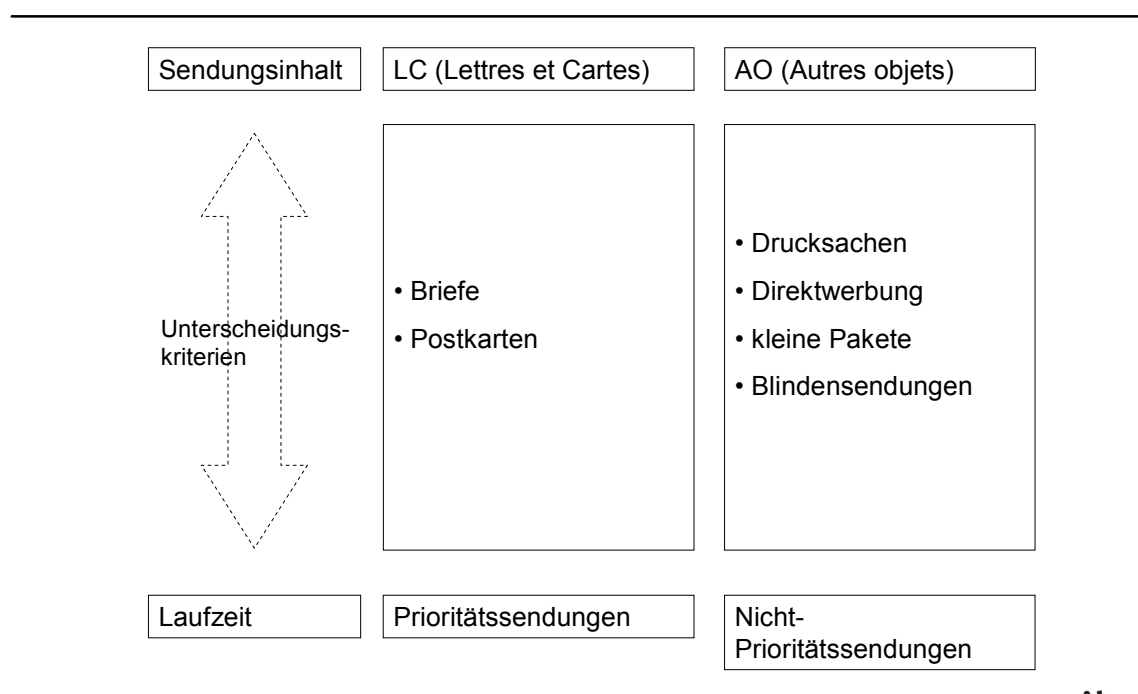 Sendungsinhalt
LC (Lettres et Cartes)
AO (Autres objets)
Unterscheidungs-
kriterien
• Briefe
• Postkarten
• Drucksachen
• Direktwerbung
• kleine Pakete
• Blindensendungen
Laufzeit
Prioritätssendungen
Nicht-
Prioritätssendungen